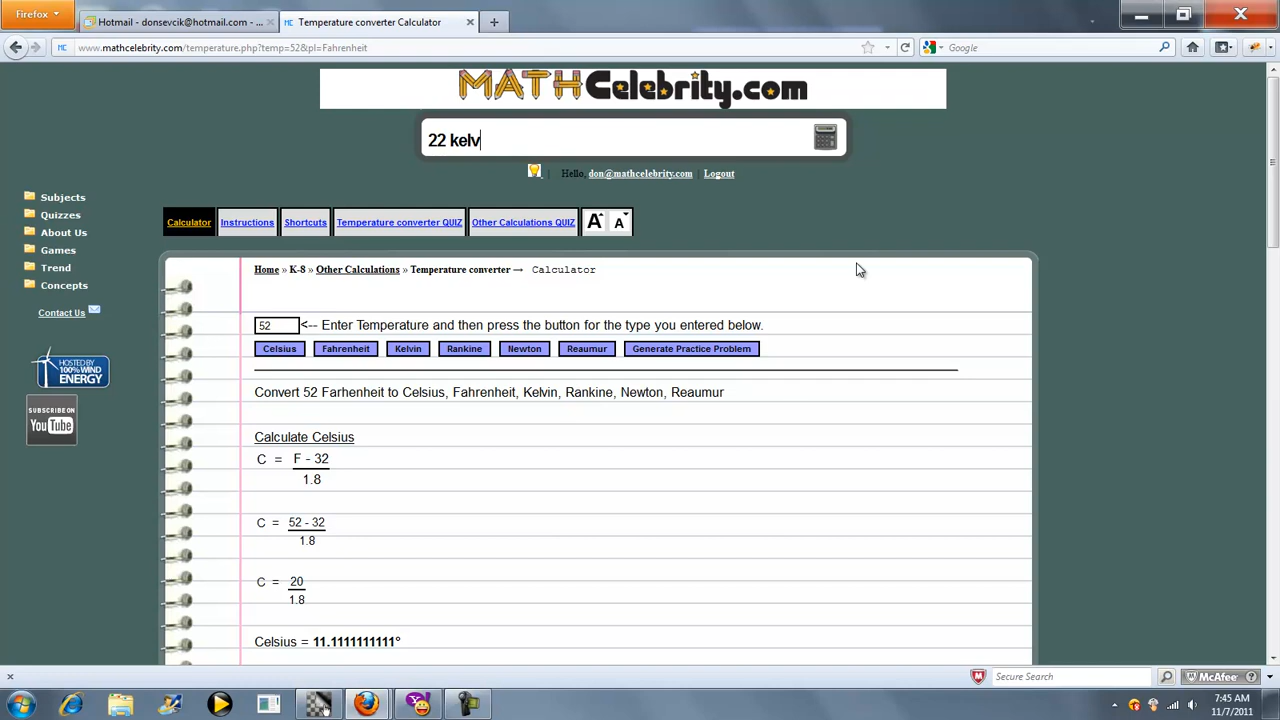 Firefox
Hotmail - donsevcik@hotmail.com - ...
MC Temperature converter Calculator
MC www.mathcelebrity.com/temperature.php?temp=52&pl=Fahrenheit
Google
MATHCelebrity.com
22 kelv
Hello, don@mathcelebrity.com | Logout
Subjects
Quizzes
About Us
Games
Trend
Concepts
Contact Us
HOSTED BY
100% WIND
ENERGY
SUBSCRIBE ON
YouTube
Calculator Instructions Shortcuts Temperature converter QUIZ Other Calculations QUIZ A A
Home » K-8 » Other Calculations » Temperature converter → Calculator
52 <-- Enter Temperature and then press the button for the type you entered below.
Celsius Fahrenheit Kelvin Rankine Newton Reaumur Generate Practice Problem
Convert 52 Farhenheit to Celsius, Fahrenheit, Kelvin, Rankine, Newton, Reaumur
Calculate Celsius
C = F - 32
1.8
C = 52 - 32
1.8
C = 20
1.8
Celsius = 11.1111111111°
Secure Search
McAfee
7:45 AM
11/7/2011